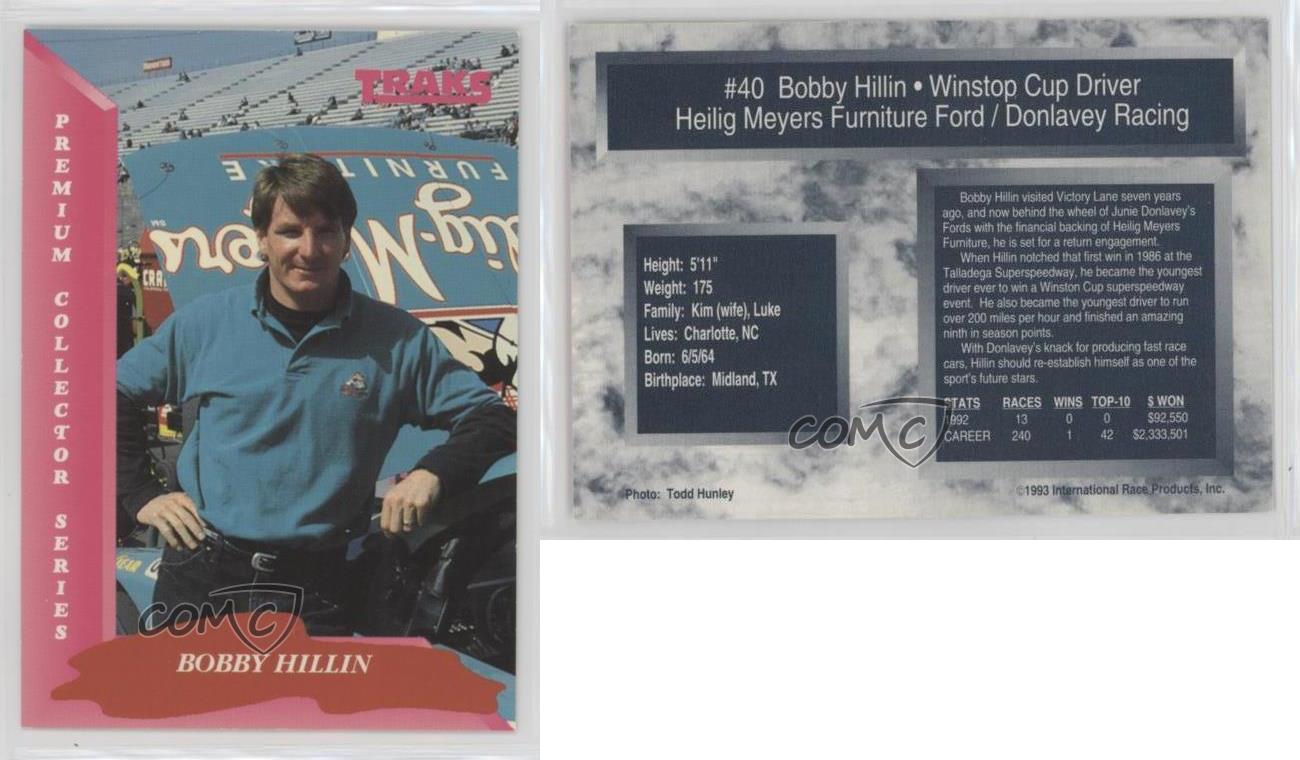 TRAKS
PREMIUM COLLECTOR SERIES
FURNIT
lig-M
ers
SM
CRA
EAR
COMC
BOBBY HILLIN
#40 Bobby Hillin • Winstop Cup Driver
Heilig Meyers Furniture Ford / Donlavey Racing
Height: 5'11"
Weight: 175
Family: Kim (wife), Luke
Lives: Charlotte, NC
Born: 6/5/64
Birthplace: Midland, TX
Bobby Hillin visited Victory Lane seven years
ago, and now behind the wheel of Junie Donlavey's
Fords with the financial backing of Heilig Meyers
Furniture, he is set for a return engagement.
When Hillin notched that first win in 1986 at the
Talladega Superspeedway, he became the youngest
driver ever to win a Winston Cup superspeedway
event. He also became the youngest driver to run
over 200 miles per hour and finished an amazing
ninth in season points.
With Donlavey's knack for producing fast race
cars, Hillin should re-establish himself as one of the
sport's future stars.
STATS RACES WINS TOP-10 $ WON
1992 13 0 0 $92,550
CAREER 240 1 42 $2,333,501
COMC
Photo: Todd Hunley
©1993 International Race Products, Inc.